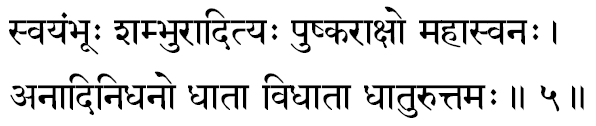 स्वयंभूः शम्भुरादित्यः पुष्कराक्षो महास्वनः।
अनादिनिधनो धाता विधाता धातुरुत्तमः॥ ५॥